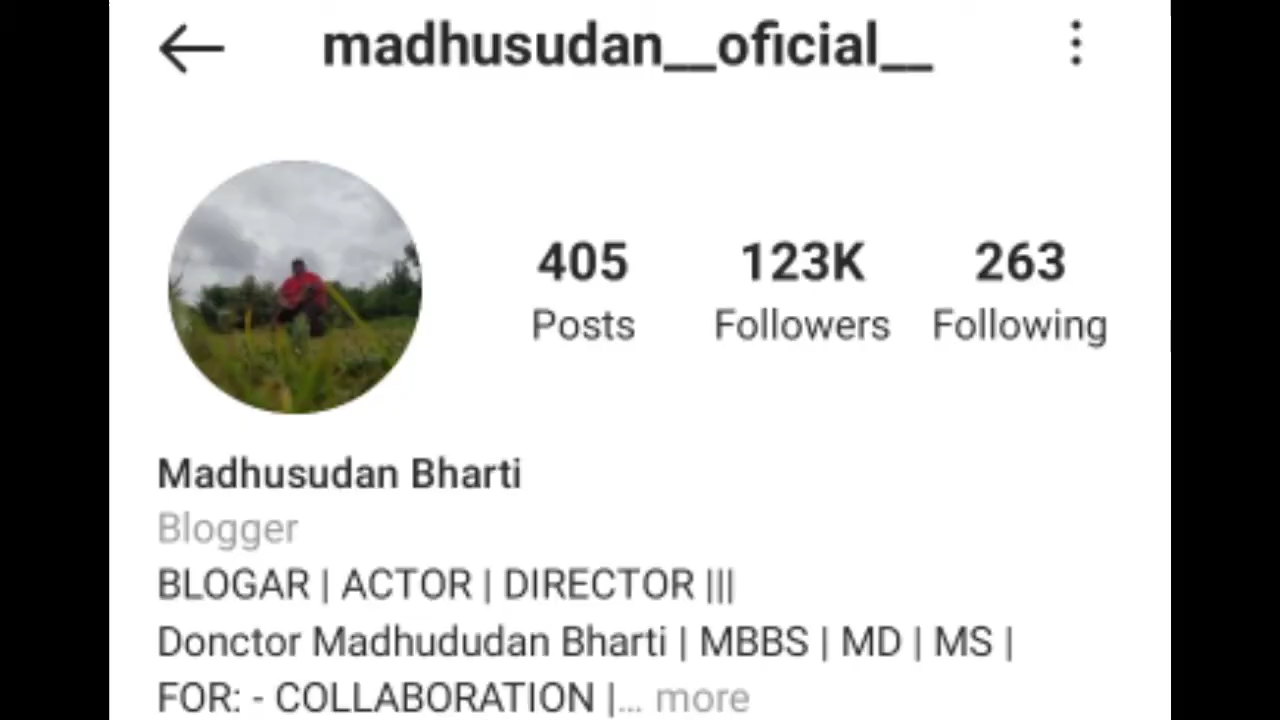 madhusudan__oficial__
405 123K 263
Posts Followers Following
Madhusudan Bharti
Blogger
BLOGAR | ACTOR | DIRECTOR |||
Donctor Madhududan Bharti | MBBS | MD | MS |
FOR: - COLLABORATION |... more